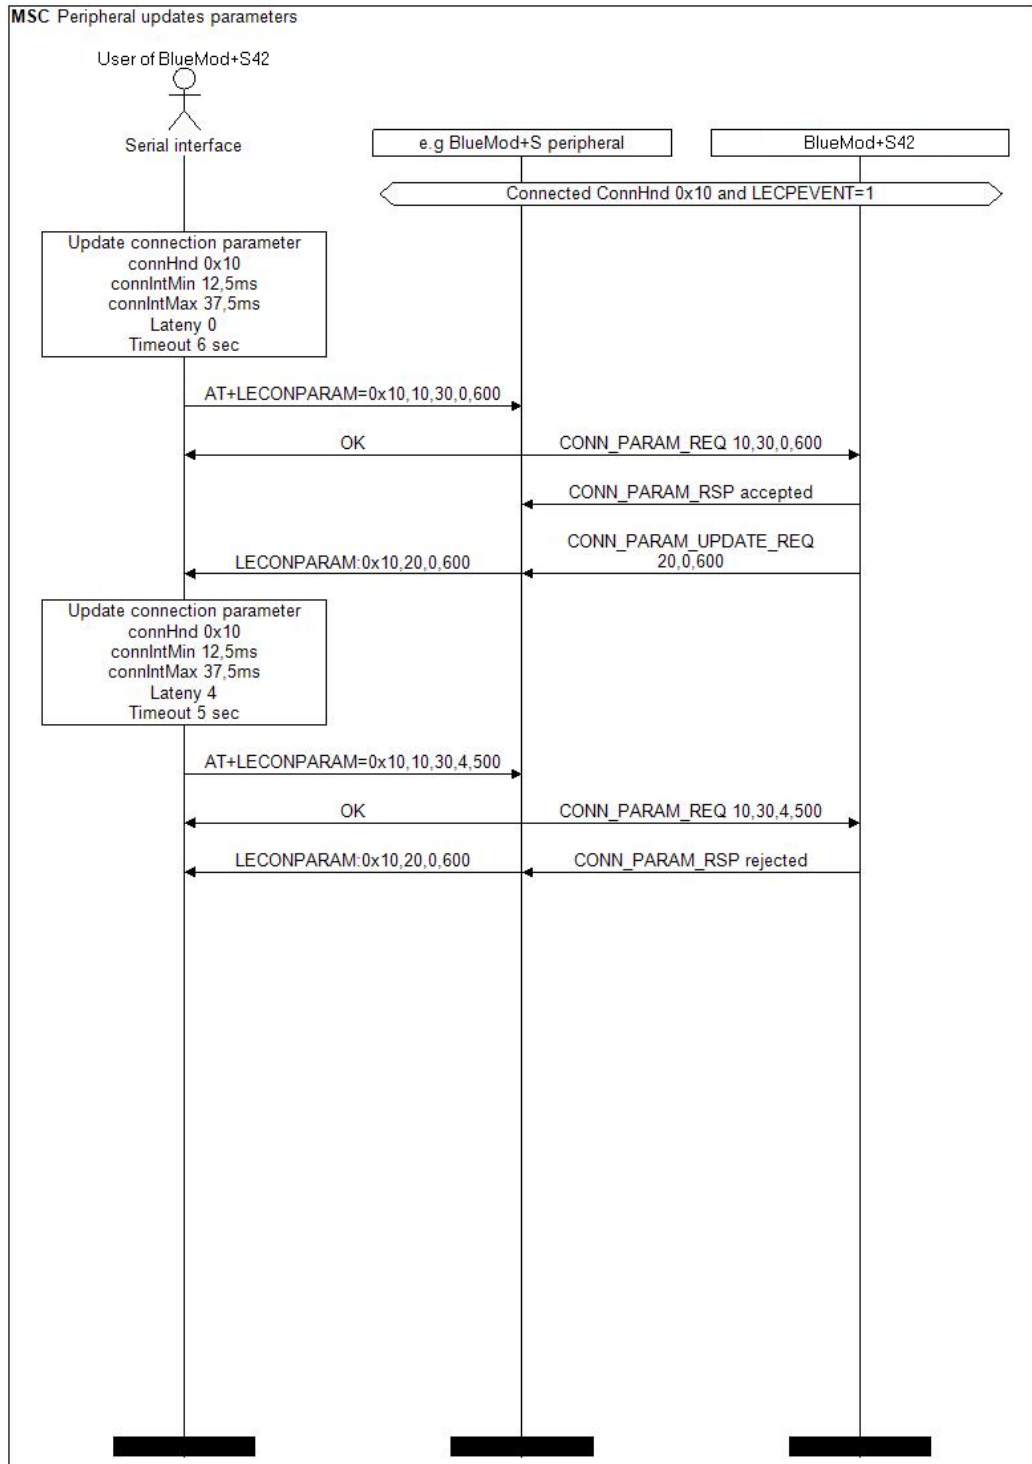 MSC Peripheral updates parameters
User of BlueMod+S42
Serial interface
e.g BlueMod+S peripheral
BlueMod+S42
Connected ConnHnd 0x10 and LECPEVENT=1
Update connection parameter
connHnd 0x10
connIntMin 12,5ms
connIntMax 37,5ms
Lateny 0
Timeout 6 sec
AT+LECONPARAM=0x10,10,30,0,600
OK
CONN_PARAM_REQ 10,30,0,600
CONN_PARAM_RSP accepted
CONN_PARAM_UPDATE_REQ
20,0,600
LECONPARAM:0x10,20,0,600
Update connection parameter
connHnd 0x10
connIntMin 12,5ms
connIntMax 37,5ms
Lateny 4
Timeout 5 sec
AT+LECONPARAM=0x10,10,30,4,500
OK
CONN_PARAM_REQ 10,30,4,500
LECONPARAM:0x10,20,0,600
CONN_PARAM_RSP rejected